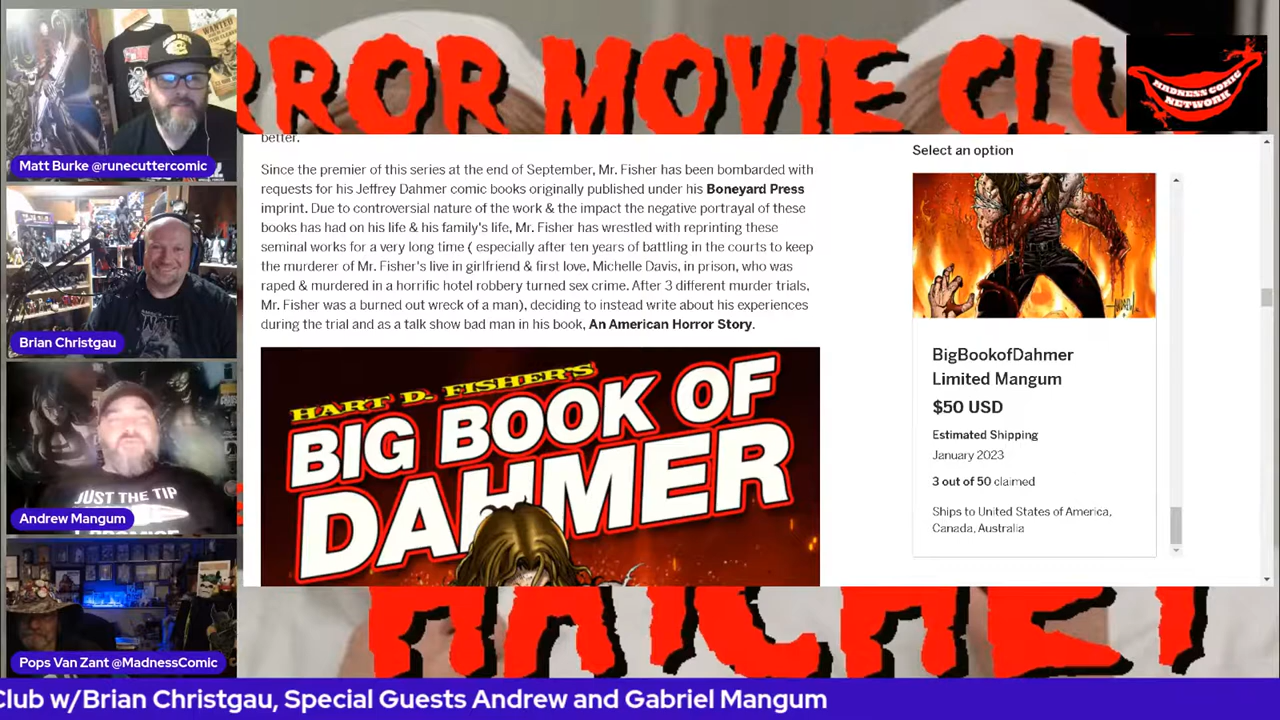 RROR MOVIE CLU
MADNESS COMIC
NETWORK
Matt Burke @runecuttercomic
Brian Christgau
JUST THE TIP
I PROMISE
Andrew Mangum
WANTED
Pops Van Zant @MadnessComic
better.
Since the premier of this series at the end of September, Mr. Fisher has been bombarded with
requests for his Jeffrey Dahmer comic books originally published under his Boneyard Press
imprint. Due to controversial nature of the work & the impact the negative portrayal of these
books has had on his life & his family's life, Mr. Fisher has wrestled with reprinting these
seminal works for a very long time ( especially after ten years of battling in the courts to keep
the murderer of Mr. Fisher's live in girlfriend & first love, Michelle Davis, in prison, who was
raped & murdered in a horrific hotel robbery turned sex crime. After 3 different murder trials,
Mr. Fisher was a burned out wreck of a man), deciding to instead write about his experiences
during the trial and as a talk show bad man in his book, An American Horror Story.
HART D. FISHER'S
BIG BOOK OF
DAHMER
Select an option
BigBookofDahmer
Limited Mangum
$50 USD
Estimated Shipping
January 2023
3 out of 50 claimed
Ships to United States of America,
Canada, Australia
HATCHET
Club w/Brian Christgau, Special Guests Andrew and Gabriel Mangum